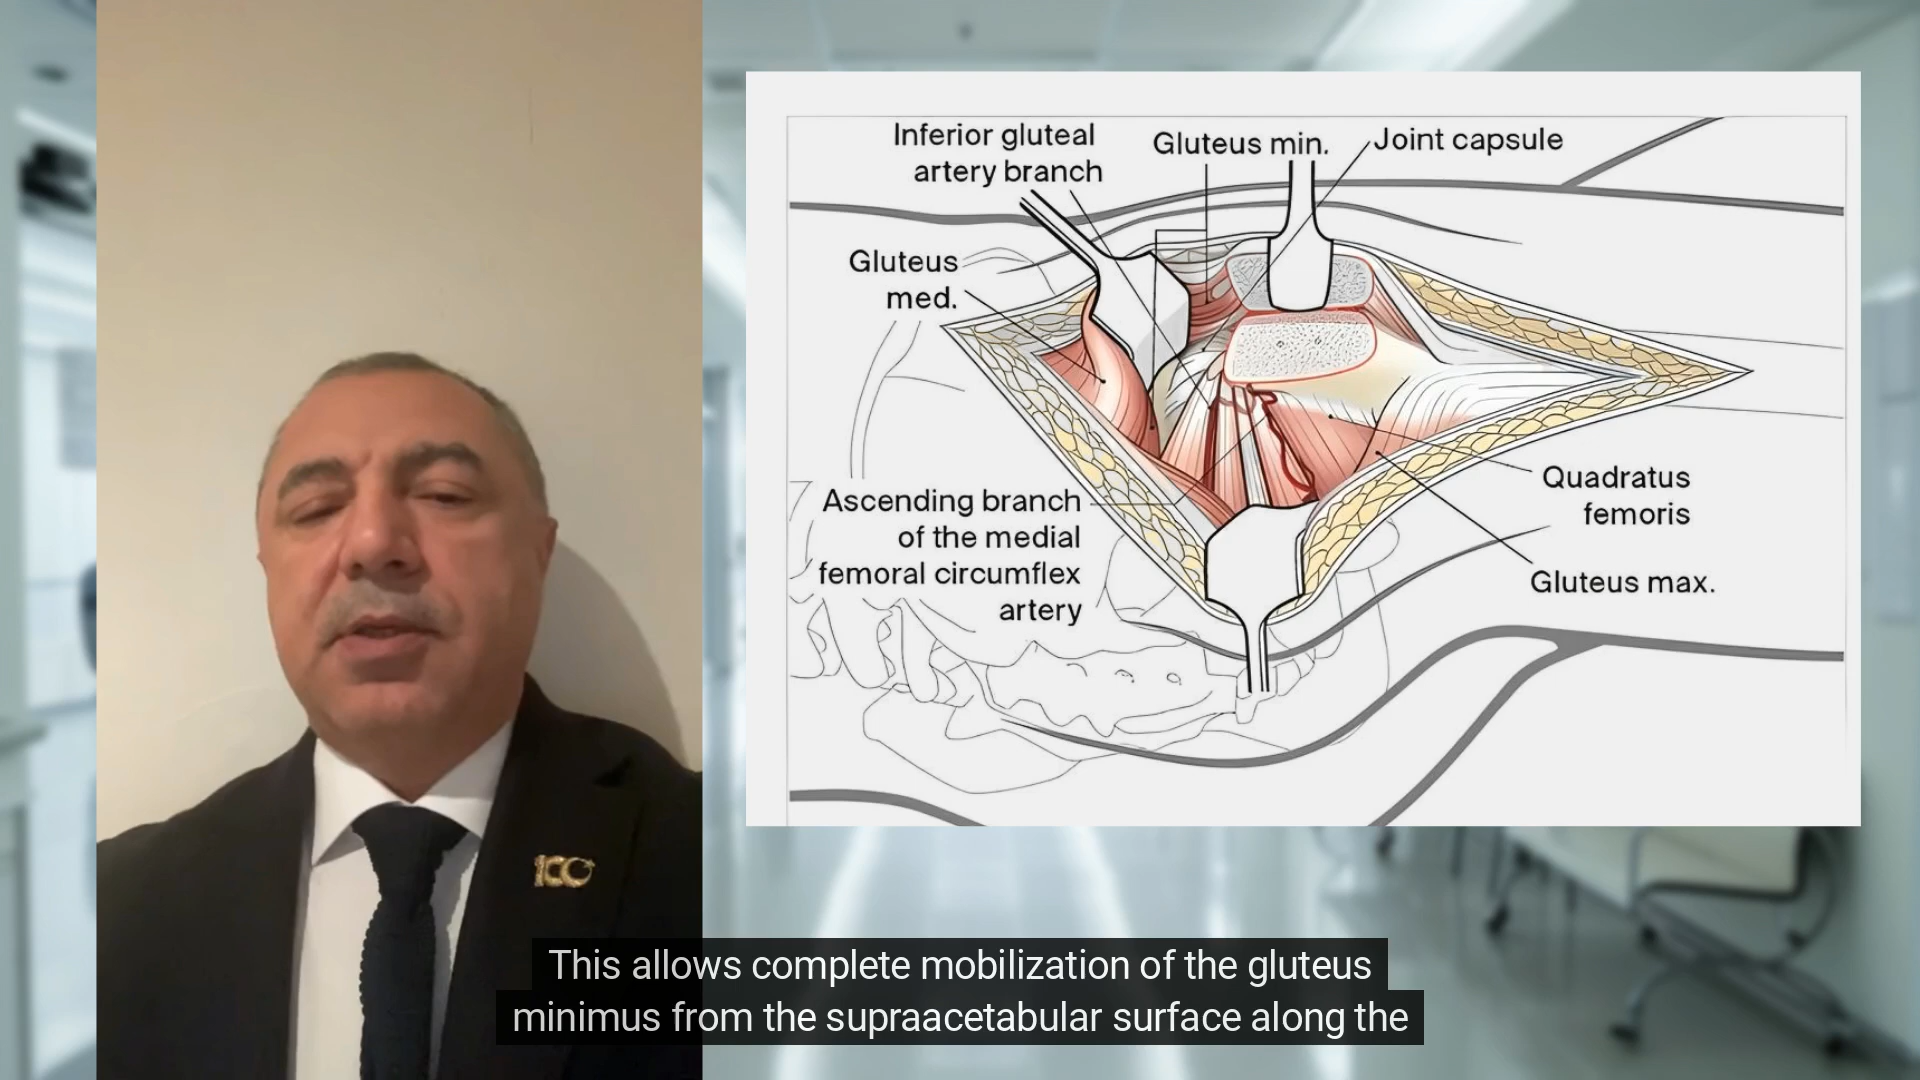 Inferior gluteal
artery branch
Gluteus min.
Joint capsule
Gluteus
med.
Ascending branch
of the medial
femoral circumflex
artery
Quadratus
femoris
Gluteus max.
100
This allows complete mobilization of the gluteus
minimus from the supraacetabular surface along the